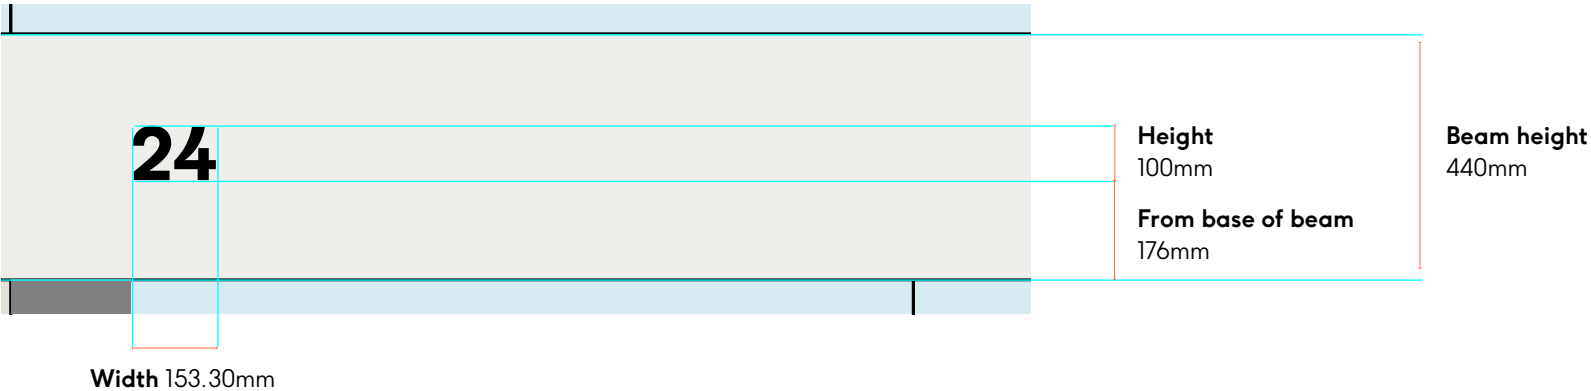 24
Height
100mm
From base of beam
176mm
Beam height
440mm
Width 153.30mm